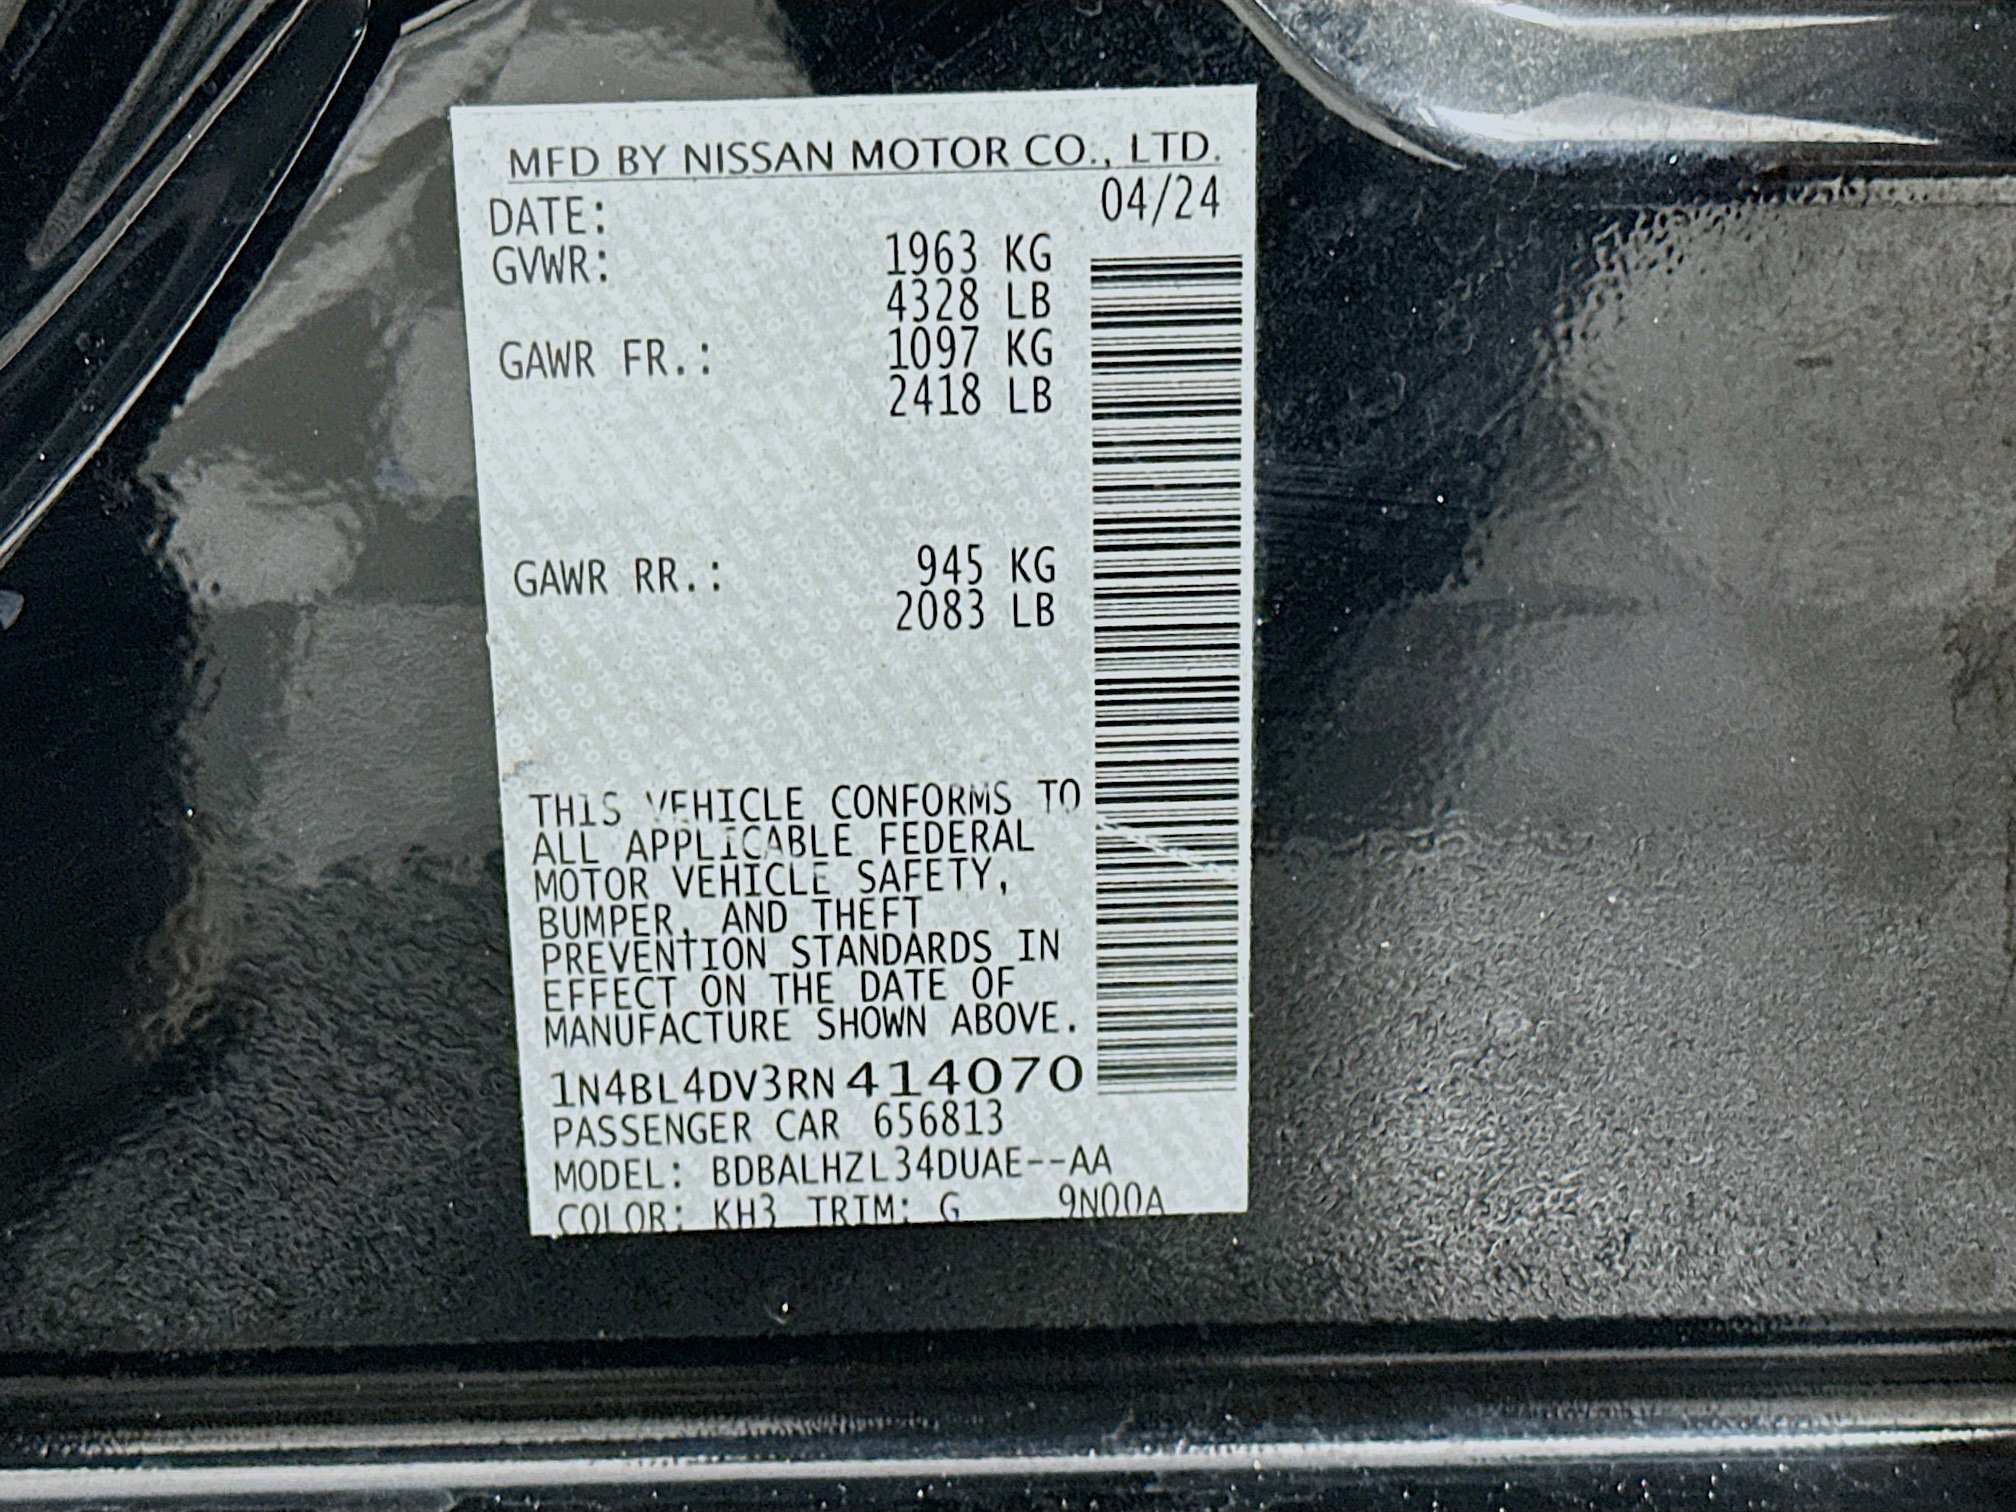 MFD BY NISSAN MOTOR CO., LTD.
DATE: 04/24
GVWR: 1963 KG
4328 LB
GAWR FR.: 1097 KG
2418 LB
GAWR RR.: 945 KG
2083 LB
THIS VEHICLE CONFORMS TO
ALL APPLICABLE FEDERAL
MOTOR VEHICLE SAFETY,
BUMPER, AND THEFT
PREVENTION STANDARDS IN
EFFECT ON THE DATE OF
MANUFACTURE SHOWN ABOVE.
1N4BL4DV3RN414070
PASSENGER CAR 656813
MODEL: BDBALHZL34DUAE--AA
COLOR: KH3 TRIM: G 9N00A